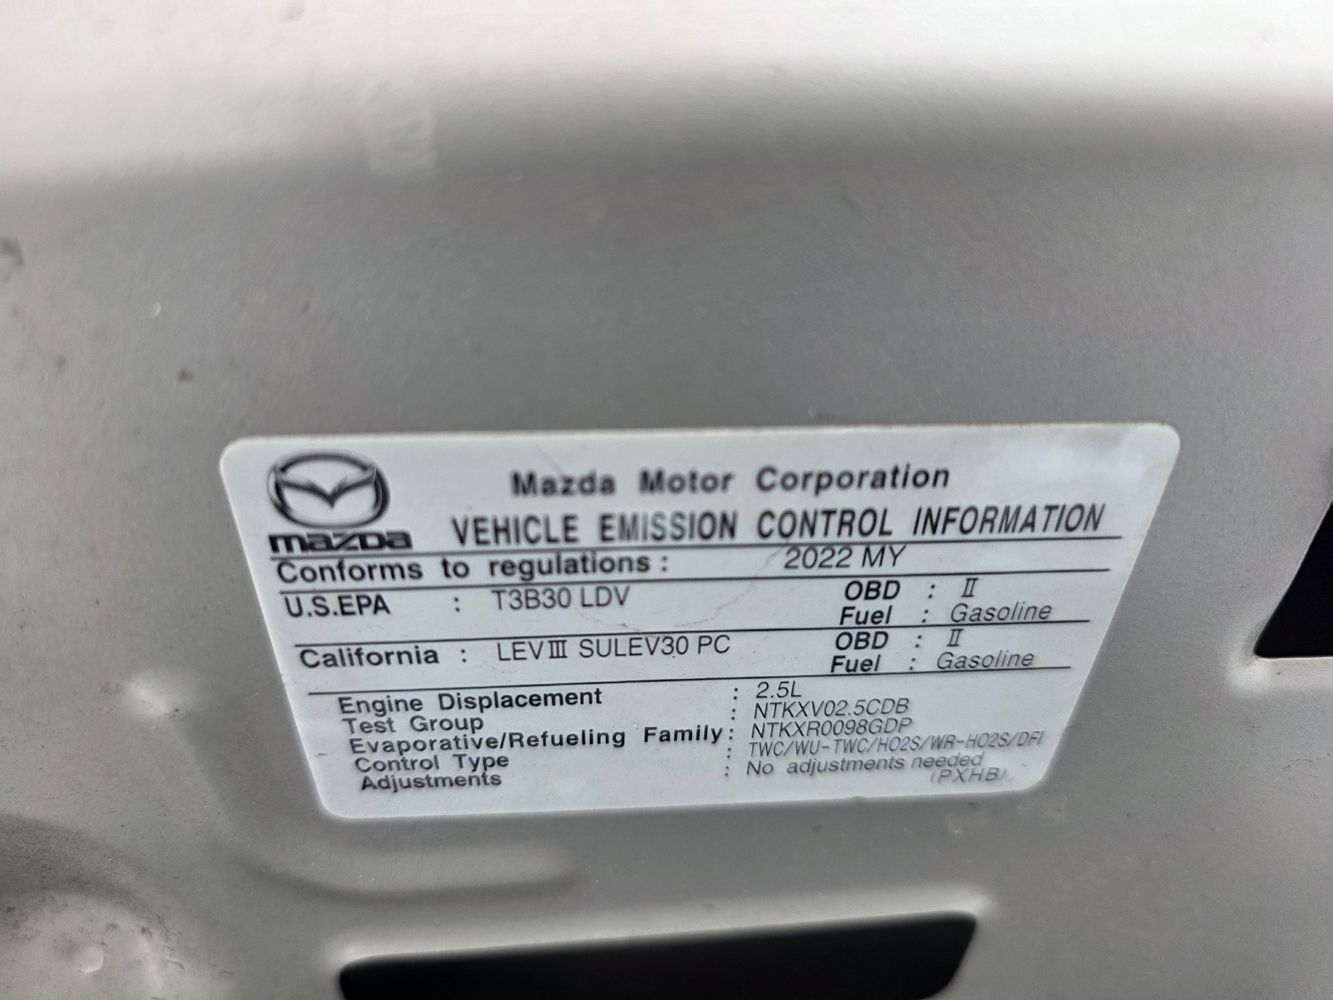 Mazda Motor Corporation
mazda VEHICLE EMISSION CONTROL INFORMATION
Conforms to regulations : 2022 MY
U.S.EPA : T3B30 LDV OBD : Ⅱ
Fuel : Gasoline
California : LEVⅢ SULEV30 PC OBD : Ⅱ
Fuel : Gasoline
Engine Displacement : 2.5L
Test Group : NTKXV02.5CDB
Evaporative/Refueling Family : NTKXR0098GDP
Control Type : TWC/WU-TWC/HO2S/WR-HO2S/DFI
Adjustments : No adjustments needed
(PXHB)